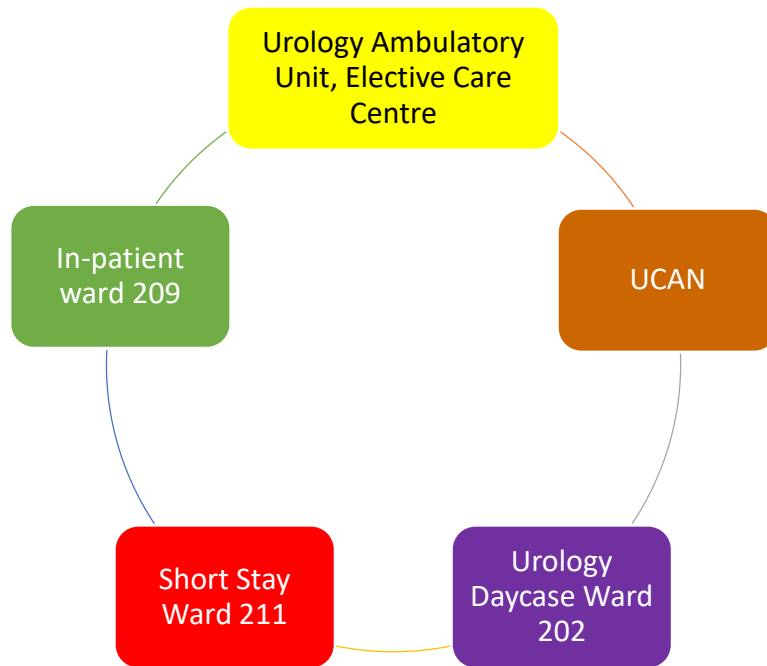 Urology Ambulatory
Unit, Elective Care
Centre
UCAN
Urology
Daycase Ward
202
Short Stay
Ward 211
In-patient
ward 209